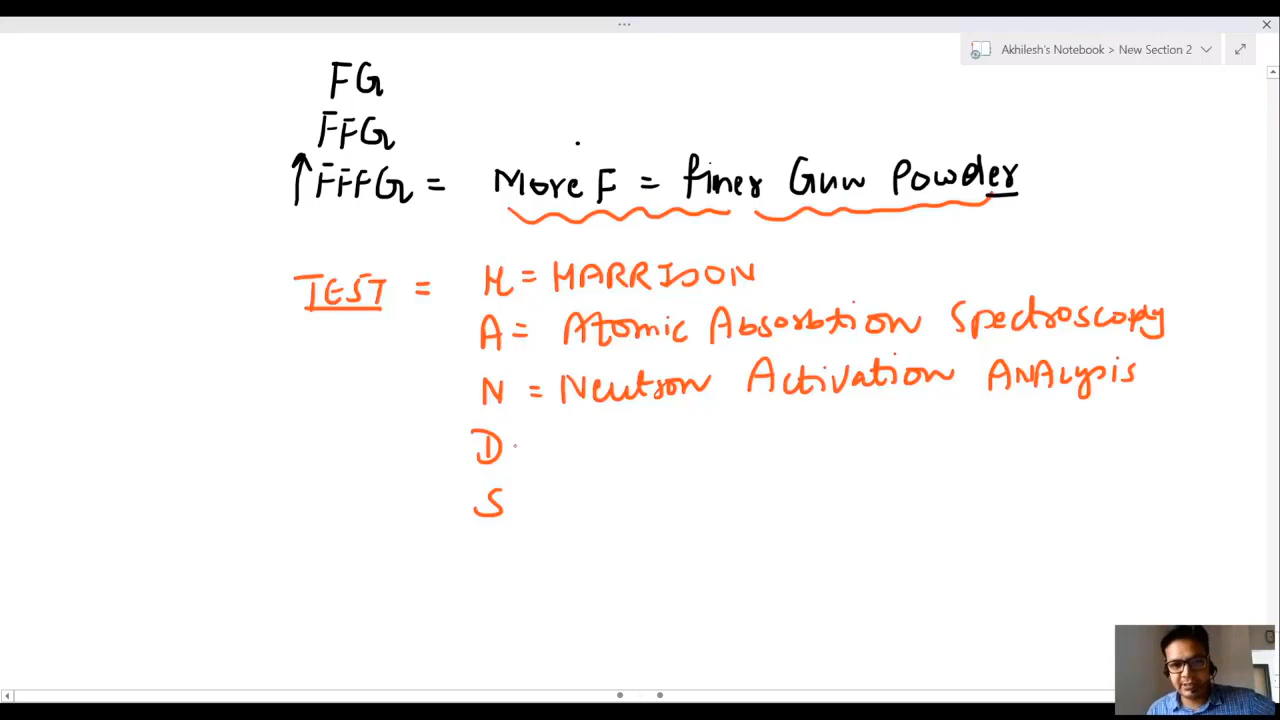 Akhilesh's Notebook > New Section 2
FG
FFG
↑ FFFG = More F = finer Gun Powder
TEST = H = HARRISON
A = Atomic Absorbtion Spectroscopy
N = Neutron Activation ANAlysis
D
S